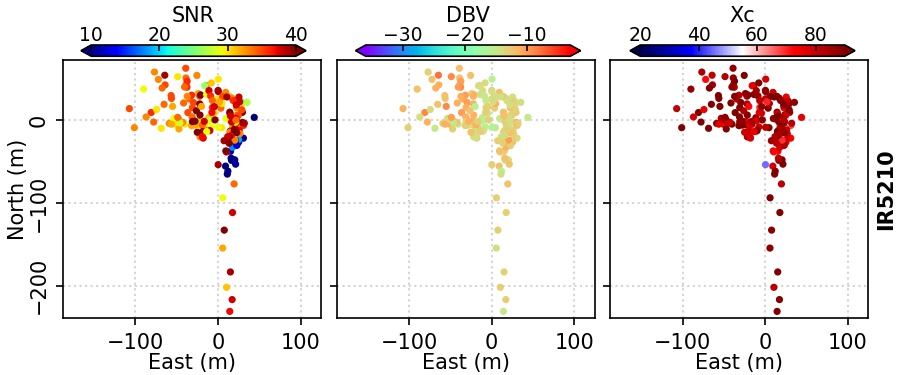 SNR DBV Xc
10 20 30 40 −30 −20 −10 20 40 60 80
North (m)
0
−100
−200
IR5210
−100 0 100 −100 0 100 −100 0 100
East (m) East (m) East (m)